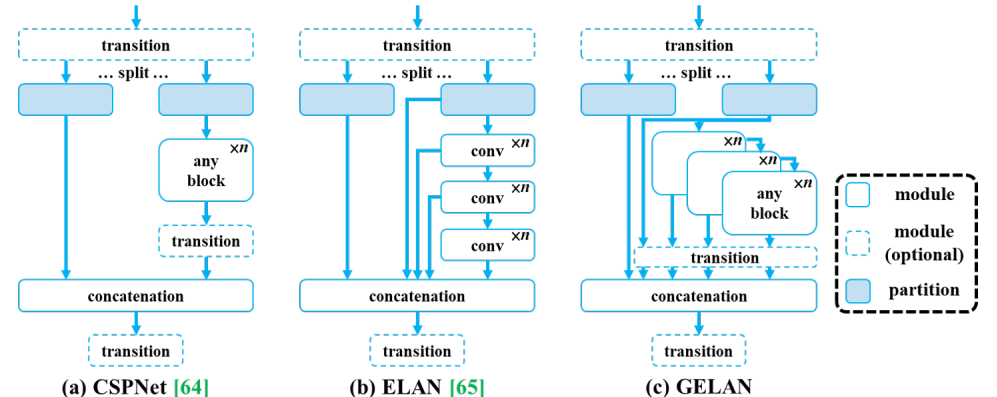 transition
... split ...
×n
any
block
transition
concatenation
transition
(a) CSPNet [64]
transition
... split ...
×n
conv
×n
conv
×n
conv
concatenation
transition
(b) ELAN [65]
transition
... split ...
×n
×n
×n
any
block
transition
concatenation
transition
(c) GELAN
module
module
(optional)
partition